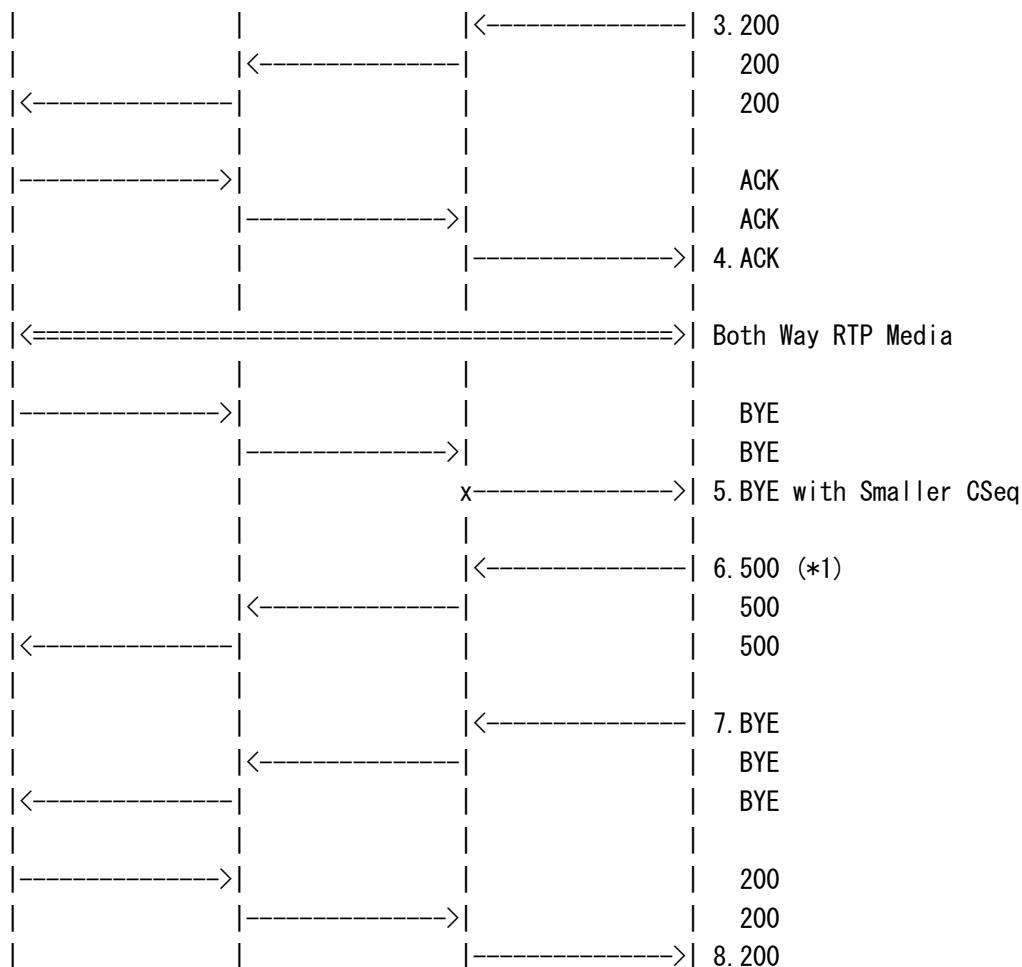 3.200
200
200
ACK
ACK
4.ACK
Both Way RTP Media
BYE
BYE
x
5.BYE with Smaller CSeq
6.500 (*1)
500
500
7.BYE
BYE
BYE
200
200
8.200